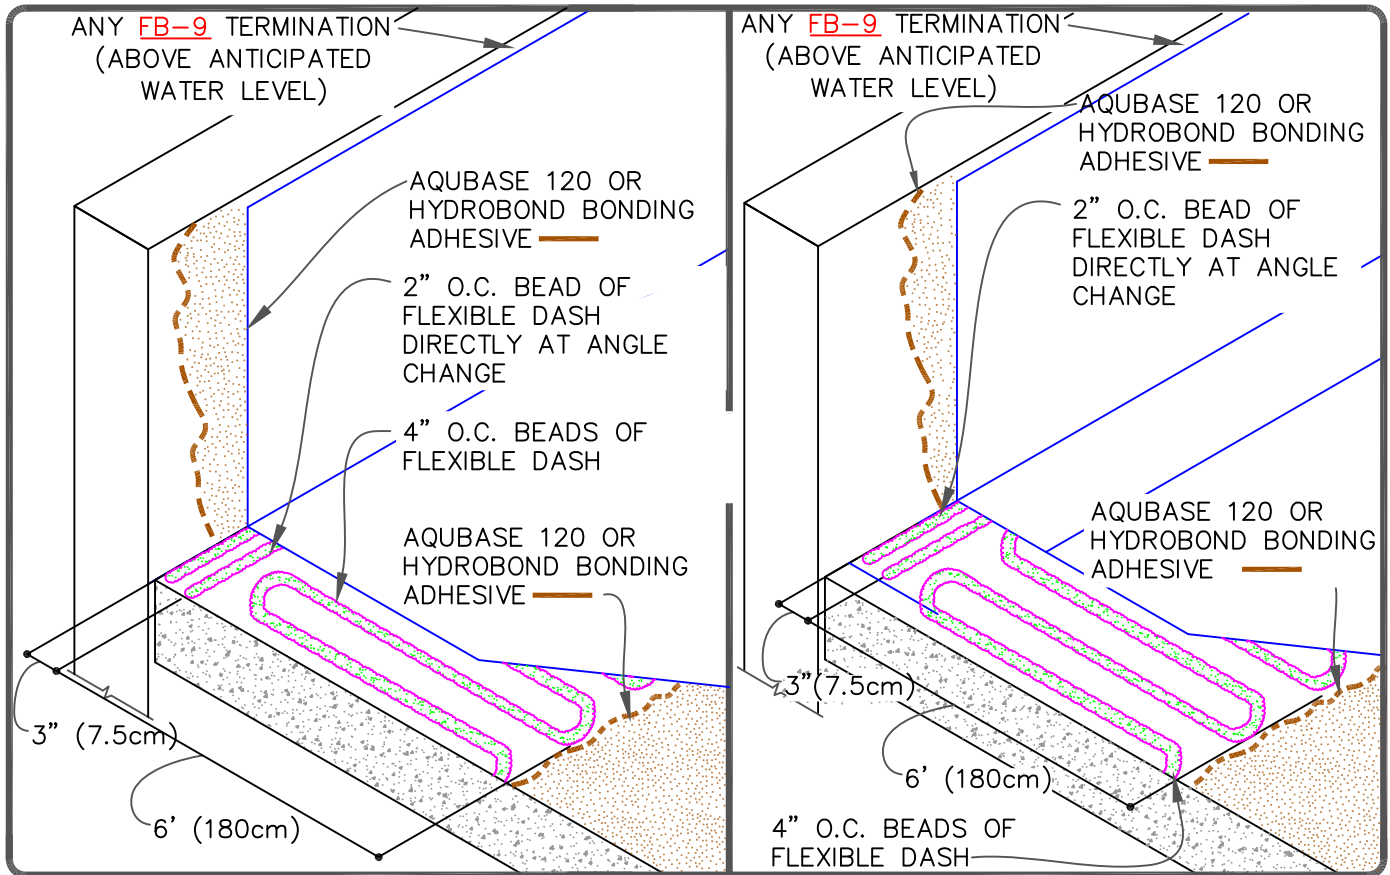 ANY FB-9 TERMINATION
(ABOVE ANTICIPATED
WATER LEVEL)
AQUBASE 120 OR
HYDROBOND BONDING
ADHESIVE
2" O.C. BEAD OF
FLEXIBLE DASH
DIRECTLY AT ANGLE
CHANGE
4" O.C. BEADS OF
FLEXIBLE DASH
AQUBASE 120 OR
HYDROBOND BONDING
ADHESIVE
3" (7.5cm)
6' (180cm)
ANY FB-9 TERMINATION
(ABOVE ANTICIPATED
WATER LEVEL)
AQUBASE 120 OR
HYDROBOND BONDING
ADHESIVE
2" O.C. BEAD OF
FLEXIBLE DASH
DIRECTLY AT ANGLE
CHANGE
AQUBASE 120 OR
HYDROBOND BONDING
ADHESIVE
3"(7.5cm)
6' (180cm)
4" O.C. BEADS OF
FLEXIBLE DASH